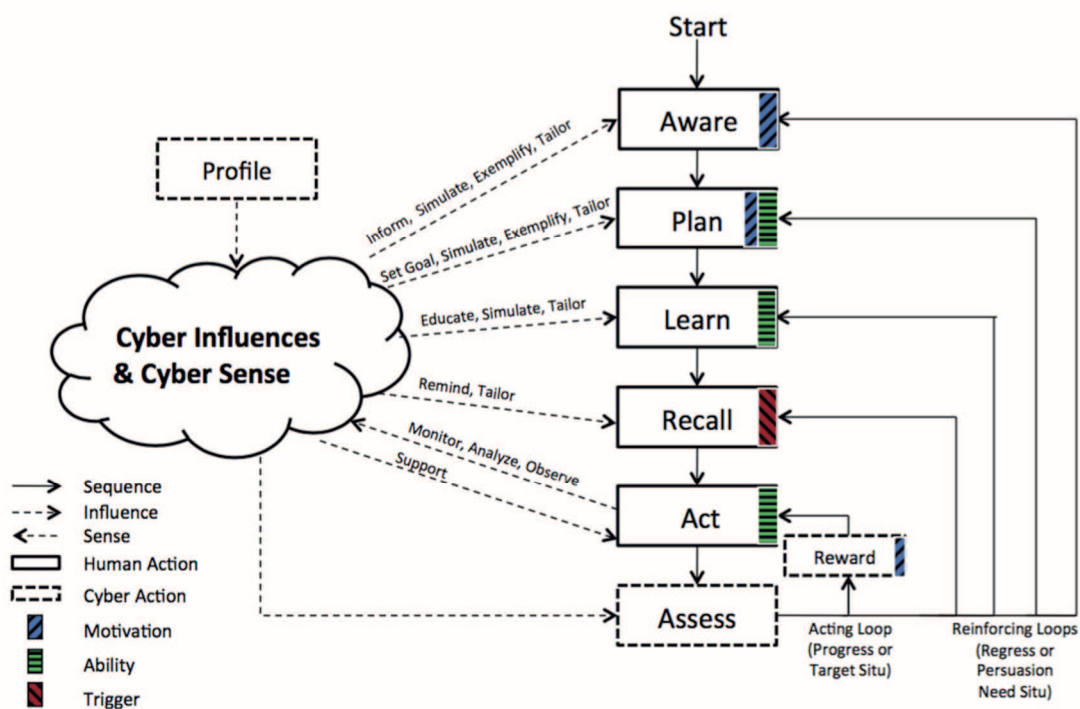 Start
Aware
Profile
Inform, Simulate, Exemplify, Tailor
Plan
Set Goal, Simulate, Exemplify, Tailor
Cyber Influences
& Cyber Sense
Educate, Simulate, Tailor
Learn
Remind, Tailor
Recall
Monitor, Analyze, Observe
Support
Act
Reward
Assess
Acting Loop
(Progress or
Target Situ)
Reinforcing Loops
(Regress or
Persuasion
Need Situ)
Sequence
Influence
Sense
Human Action
Cyber Action
Motivation
Ability
Trigger